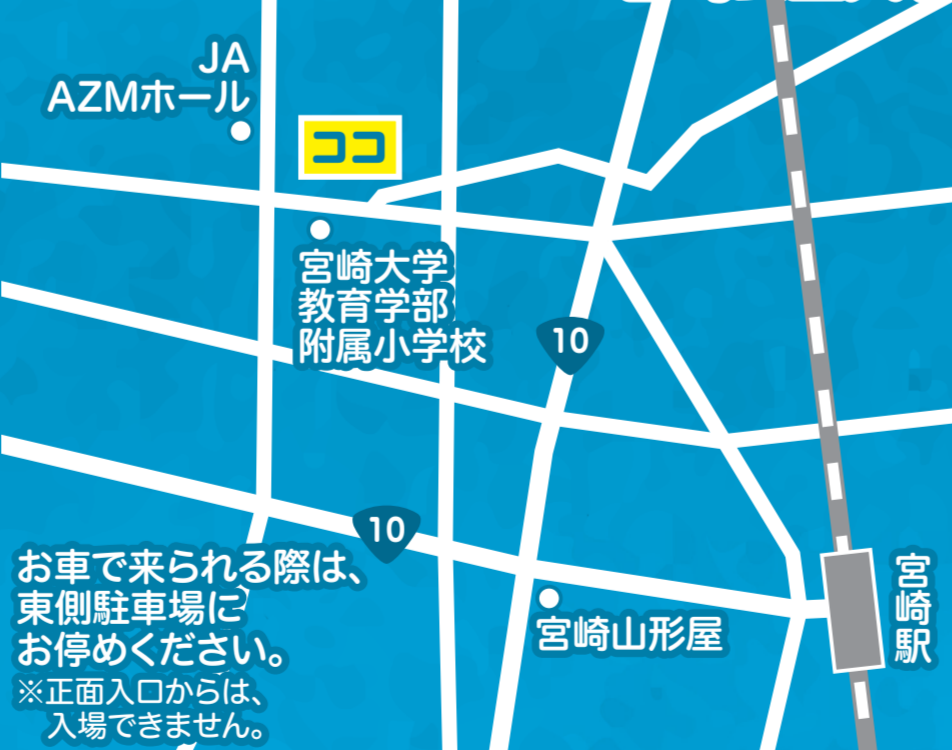 JA
AZMホール
ココ
宮崎大学
教育学部
附属小学校
10
10
お車で来られる際は、
東側駐車場に
お停めください。
※正面入口からは、
入場できません。
宮崎山形屋
宮崎駅